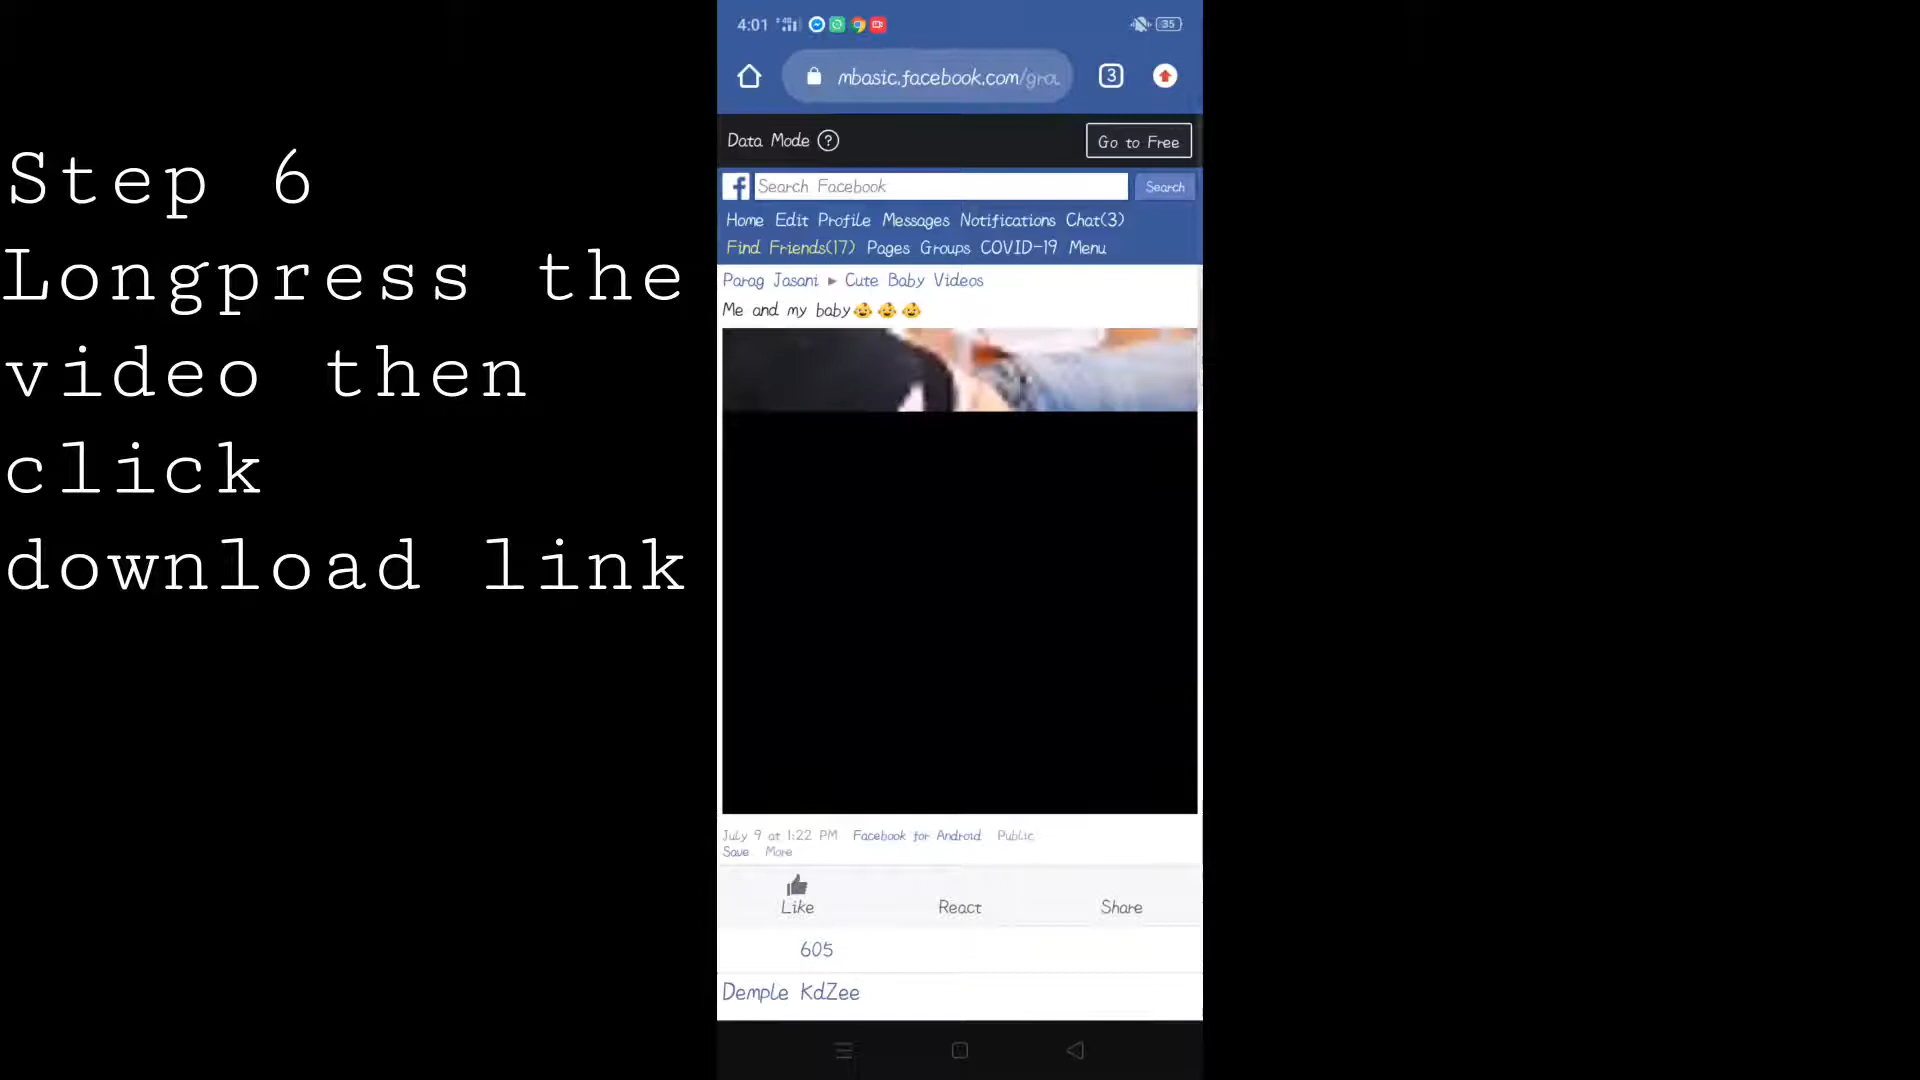 Step 6
Longpress the
video then
click
download link
4:01
35
mbasic.facebook.com/grou
3
Data Mode ?
Go to Free
Search Facebook
Search
Home Edit Profile Messages Notifications Chat(3)
Find Friends(17) Pages Groups COVID-19 Menu
Parag Jasani ▸ Cute Baby Videos
Me and my baby👶👶👶
July 9 at 1:22 PM Facebook for Android Public
Save More
Like
React
Share
605
Demple KdZee